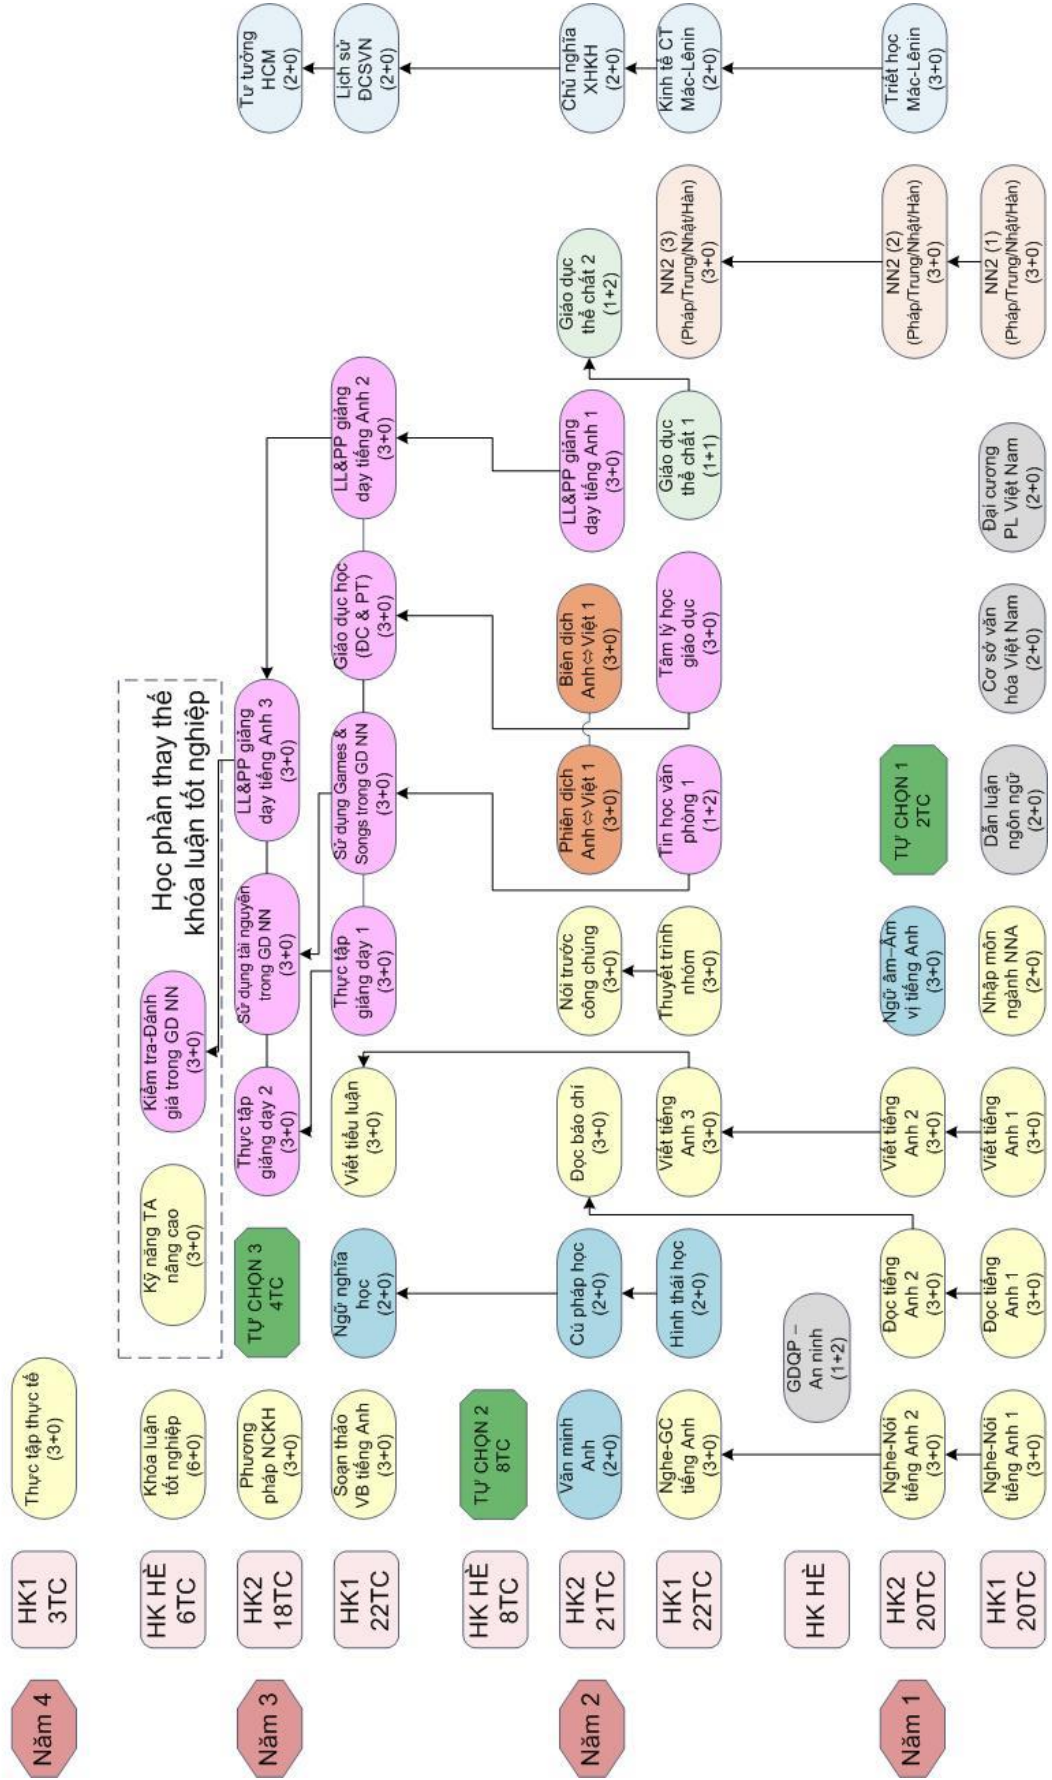 Năm 4
HK1
3TC
Thực tập thực tế
(3+0)
HK HÈ
6TC
Khóa luận
tốt nghiệp
(6+0)
Kỹ năng TA
nâng cao
(3+0)
Kiểm tra-Đánh
giá trong GD NN
(3+0)
Học phần thay thế
khóa luận tốt nghiệp
Năm 3
HK2
18TC
Phương
pháp NCKH
(3+0)
TỰ CHỌN 3
4TC
Thực tập
giảng dạy 2
(3+0)
Sử dụng tài nguyên
trong GD NN
(3+0)
LL&PP giảng
dạy tiếng Anh 3
(3+0)
Tư tưởng
HCM
(2+0)
HK1
22TC
Soạn thảo
VB tiếng Anh
(3+0)
Ngữ nghĩa
học
(2+0)
Viết tiểu luận
(3+0)
Thực tập
giảng dạy 1
(3+0)
Sử dụng Games &
Songs trong GD NN
(3+0)
Giáo dục học
(ĐC & PT)
(3+0)
LL&PP giảng
dạy tiếng Anh 2
(3+0)
Lịch sử
ĐCSVN
(2+0)
HK HÈ
8TC
TỰ CHỌN 2
8TC
Năm 2
HK2
21TC
Văn minh
Anh
(2+0)
Cú pháp học
(2+0)
Đọc báo chí
(3+0)
Nói trước
công chúng
(3+0)
Phiên dịch
Anh⇔Việt 1
(3+0)
Biên dịch
Anh⇔Việt 1
(3+0)
LL&PP giảng
dạy tiếng Anh 1
(3+0)
Giáo dục
thể chất 2
(1+2)
Chủ nghĩa
XHKH
(2+0)
HK1
22TC
Nghe-GC
tiếng Anh
(3+0)
Hình thái học
(2+0)
Viết tiếng
Anh 3
(3+0)
Thuyết trình
nhóm
(3+0)
Tin học văn
phòng 1
(1+2)
Tâm lý học
giáo dục
(3+0)
Giáo dục
thể chất 1
(1+1)
NN2 (3)
(Pháp/Trung/Nhật/Hàn)
(3+0)
Kinh tế CT
Mác-Lênin
(2+0)
HK HÈ
GDQP –
An ninh
(1+2)
Năm 1
HK2
20TC
Nghe-Nói
tiếng Anh 2
(3+0)
Đọc tiếng
Anh 2
(3+0)
Viết tiếng
Anh 2
(3+0)
Ngữ âm–Âm
vị tiếng Anh
(3+0)
TỰ CHỌN 1
2TC
NN2 (2)
(Pháp/Trung/Nhật/Hàn)
(3+0)
Triết học
Mác-Lênin
(3+0)
HK1
20TC
Nghe-Nói
tiếng Anh 1
(3+0)
Đọc tiếng
Anh 1
(3+0)
Viết tiếng
Anh 1
(3+0)
Nhập môn
ngành NNA
(2+0)
Dẫn luận
ngôn ngữ
(2+0)
Cơ sở văn
hóa Việt Nam
(2+0)
Đại cương
PL Việt Nam
(2+0)
NN2 (1)
(Pháp/Trung/Nhật/Hàn)
(3+0)